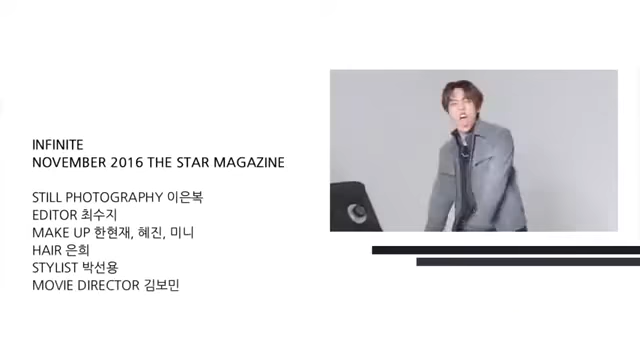 INFINITE
NOVEMBER 2016 THE STAR MAGAZINE
STILL PHOTOGRAPHY 이은복
EDITOR 최수지
MAKE UP 한현재, 혜진, 미니
HAIR 은희
STYLIST 박선용
MOVIE DIRECTOR 김보민